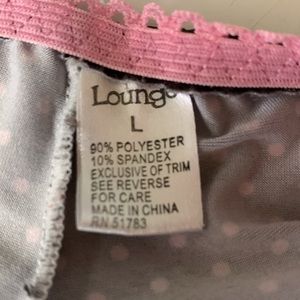 Lounge
L
90% POLYESTER
10% SPANDEX
EXCLUSIVE OF TRIM
SEE REVERSE
FOR CARE
MADE IN CHINA
RN 51783